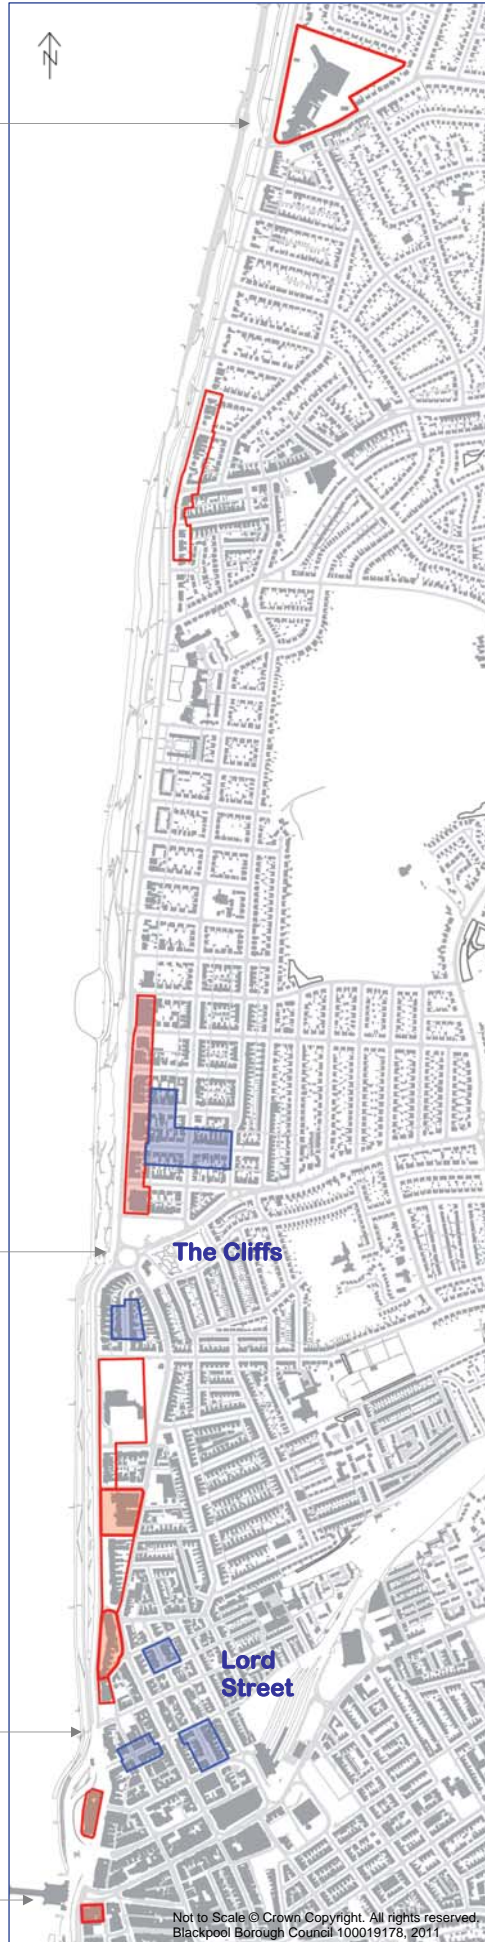 N
The Cliffs
Lord
Street
Not to Scale © Crown Copyright. All rights reserved.
Blackpool Borough Council 100019178, 2011